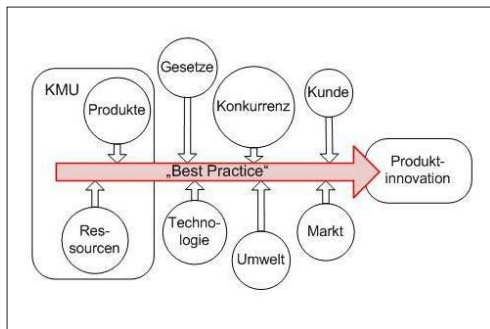 KMU
Produkte
Gesetze
Konkurrenz
Kunde
„Best Practice“
Produkt-
innovation
Res-
sourcen
Techno-
logie
Umwelt
Markt